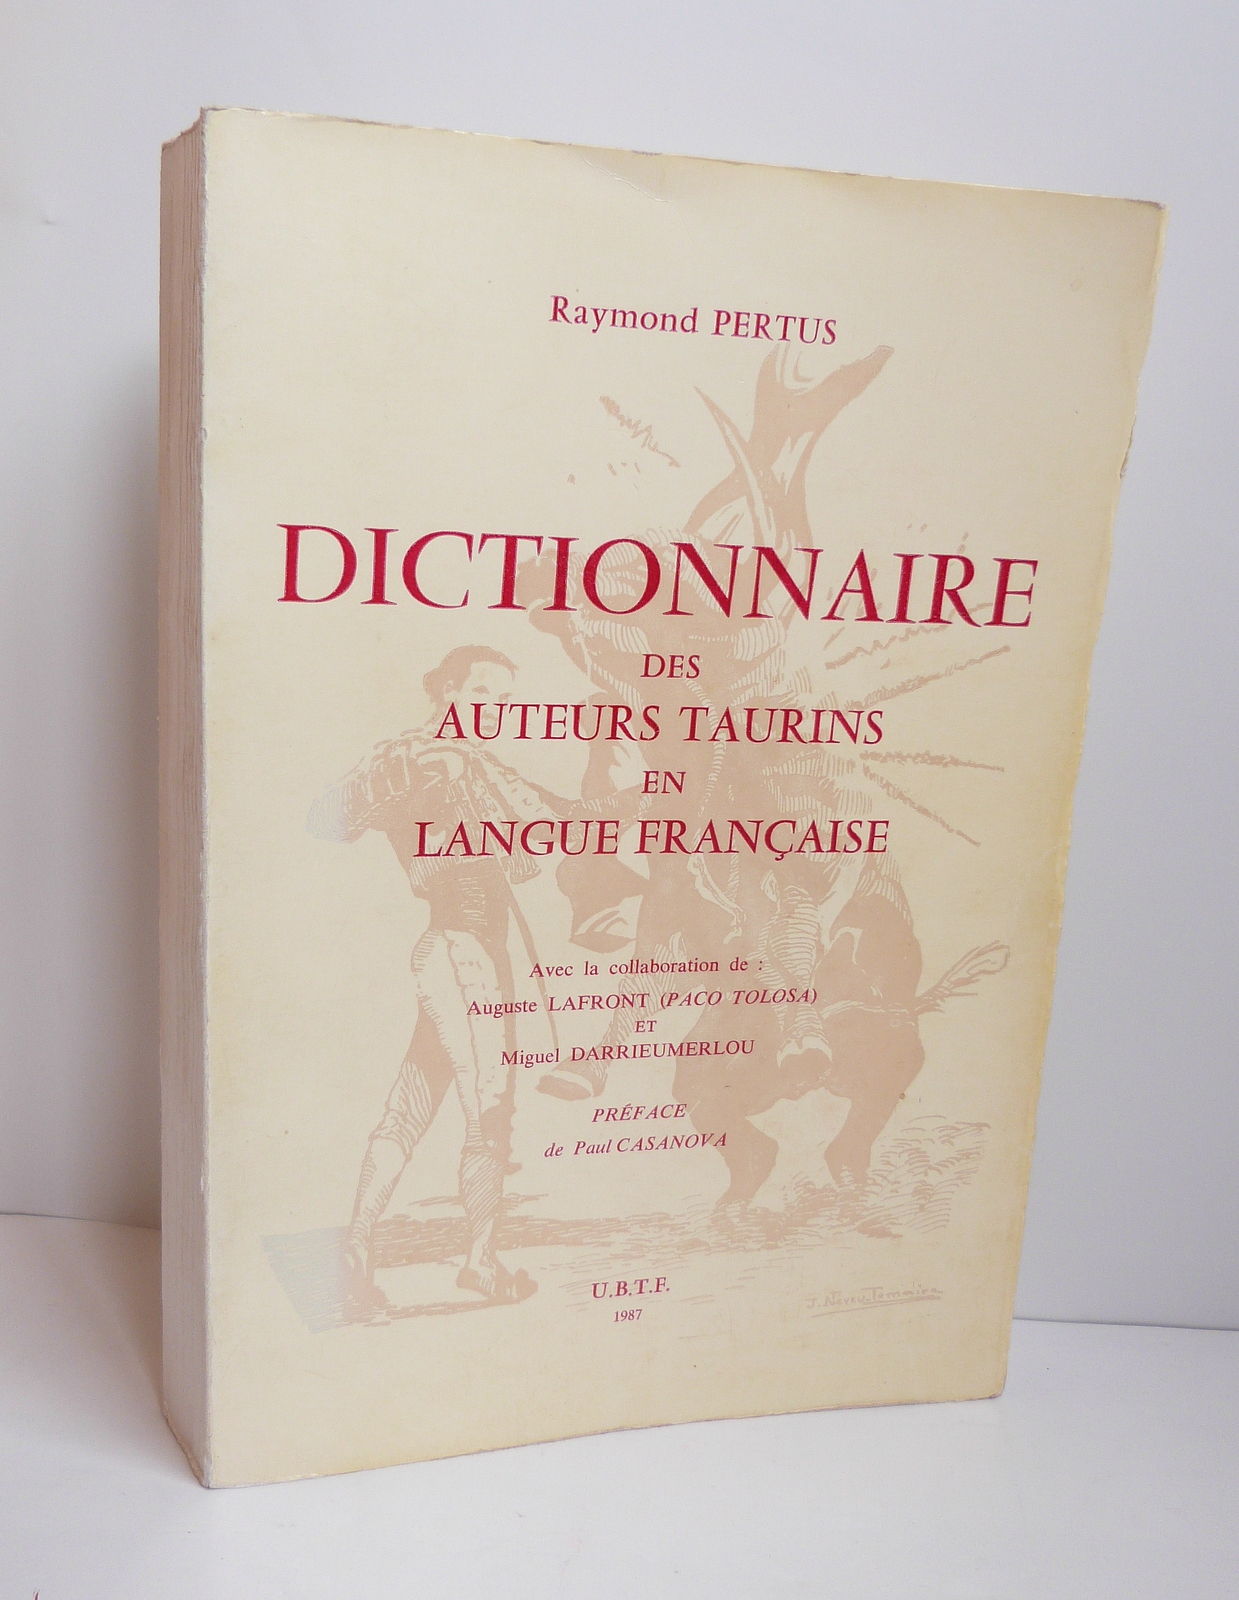 Raymond PERTUS
DICTIONNAIRE
DES
AUTEURS TAURINS
EN
LANGUE FRANÇAISE
Avec la collaboration de :
Auguste LAFRONT (PACO TOLOSA)
ET
Miguel DARRIEUMERLOU
PRÉFACE
de Paul CASANOVA
U.B.T.F.
1987